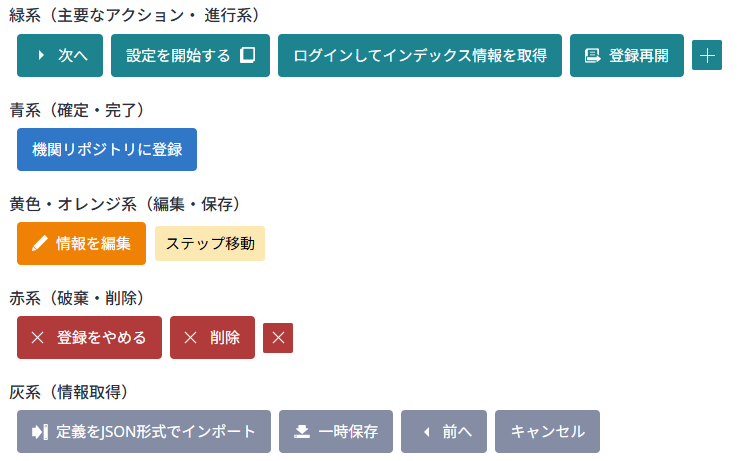 緑系（主要なアクション・ 進行系）
次へ 設定を開始する ログインしてインデックス情報を取得 登録再開
青系（確定・完了）
機関リポジトリに登録
黄色・オレンジ系（編集・保存）
情報を編集 ステップ移動
赤系（破棄・削除）
登録をやめる 削除
灰系（情報取得）
定義をJSON形式でインポート 一時保存 前へ キャンセル